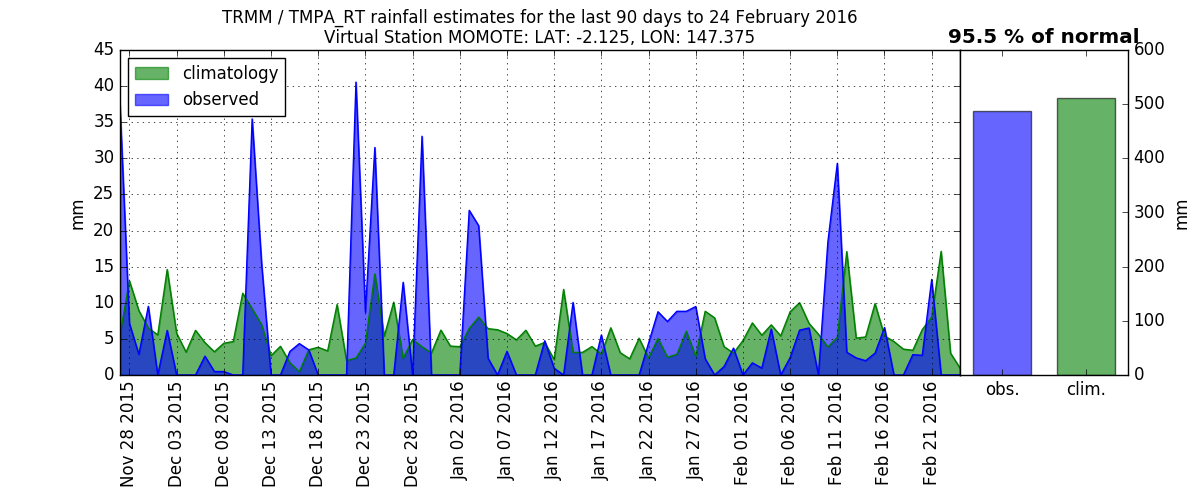 TRMM / TMPA_RT rainfall estimates for the last 90 days to 24 February 2016
Virtual Station MOMOTE: LAT: -2.125, LON: 147.375
95.5 % of normal
climatology
observed
mm
45
40
35
30
25
20
15
10
5
0
Nov 28 2015
Dec 03 2015
Dec 08 2015
Dec 13 2015
Dec 18 2015
Dec 23 2015
Dec 28 2015
Jan 02 2016
Jan 07 2016
Jan 12 2016
Jan 17 2016
Jan 22 2016
Jan 27 2016
Feb 01 2016
Feb 06 2016
Feb 11 2016
Feb 16 2016
Feb 21 2016
obs.
clim.
600
500
400
300
200
100
0
mm